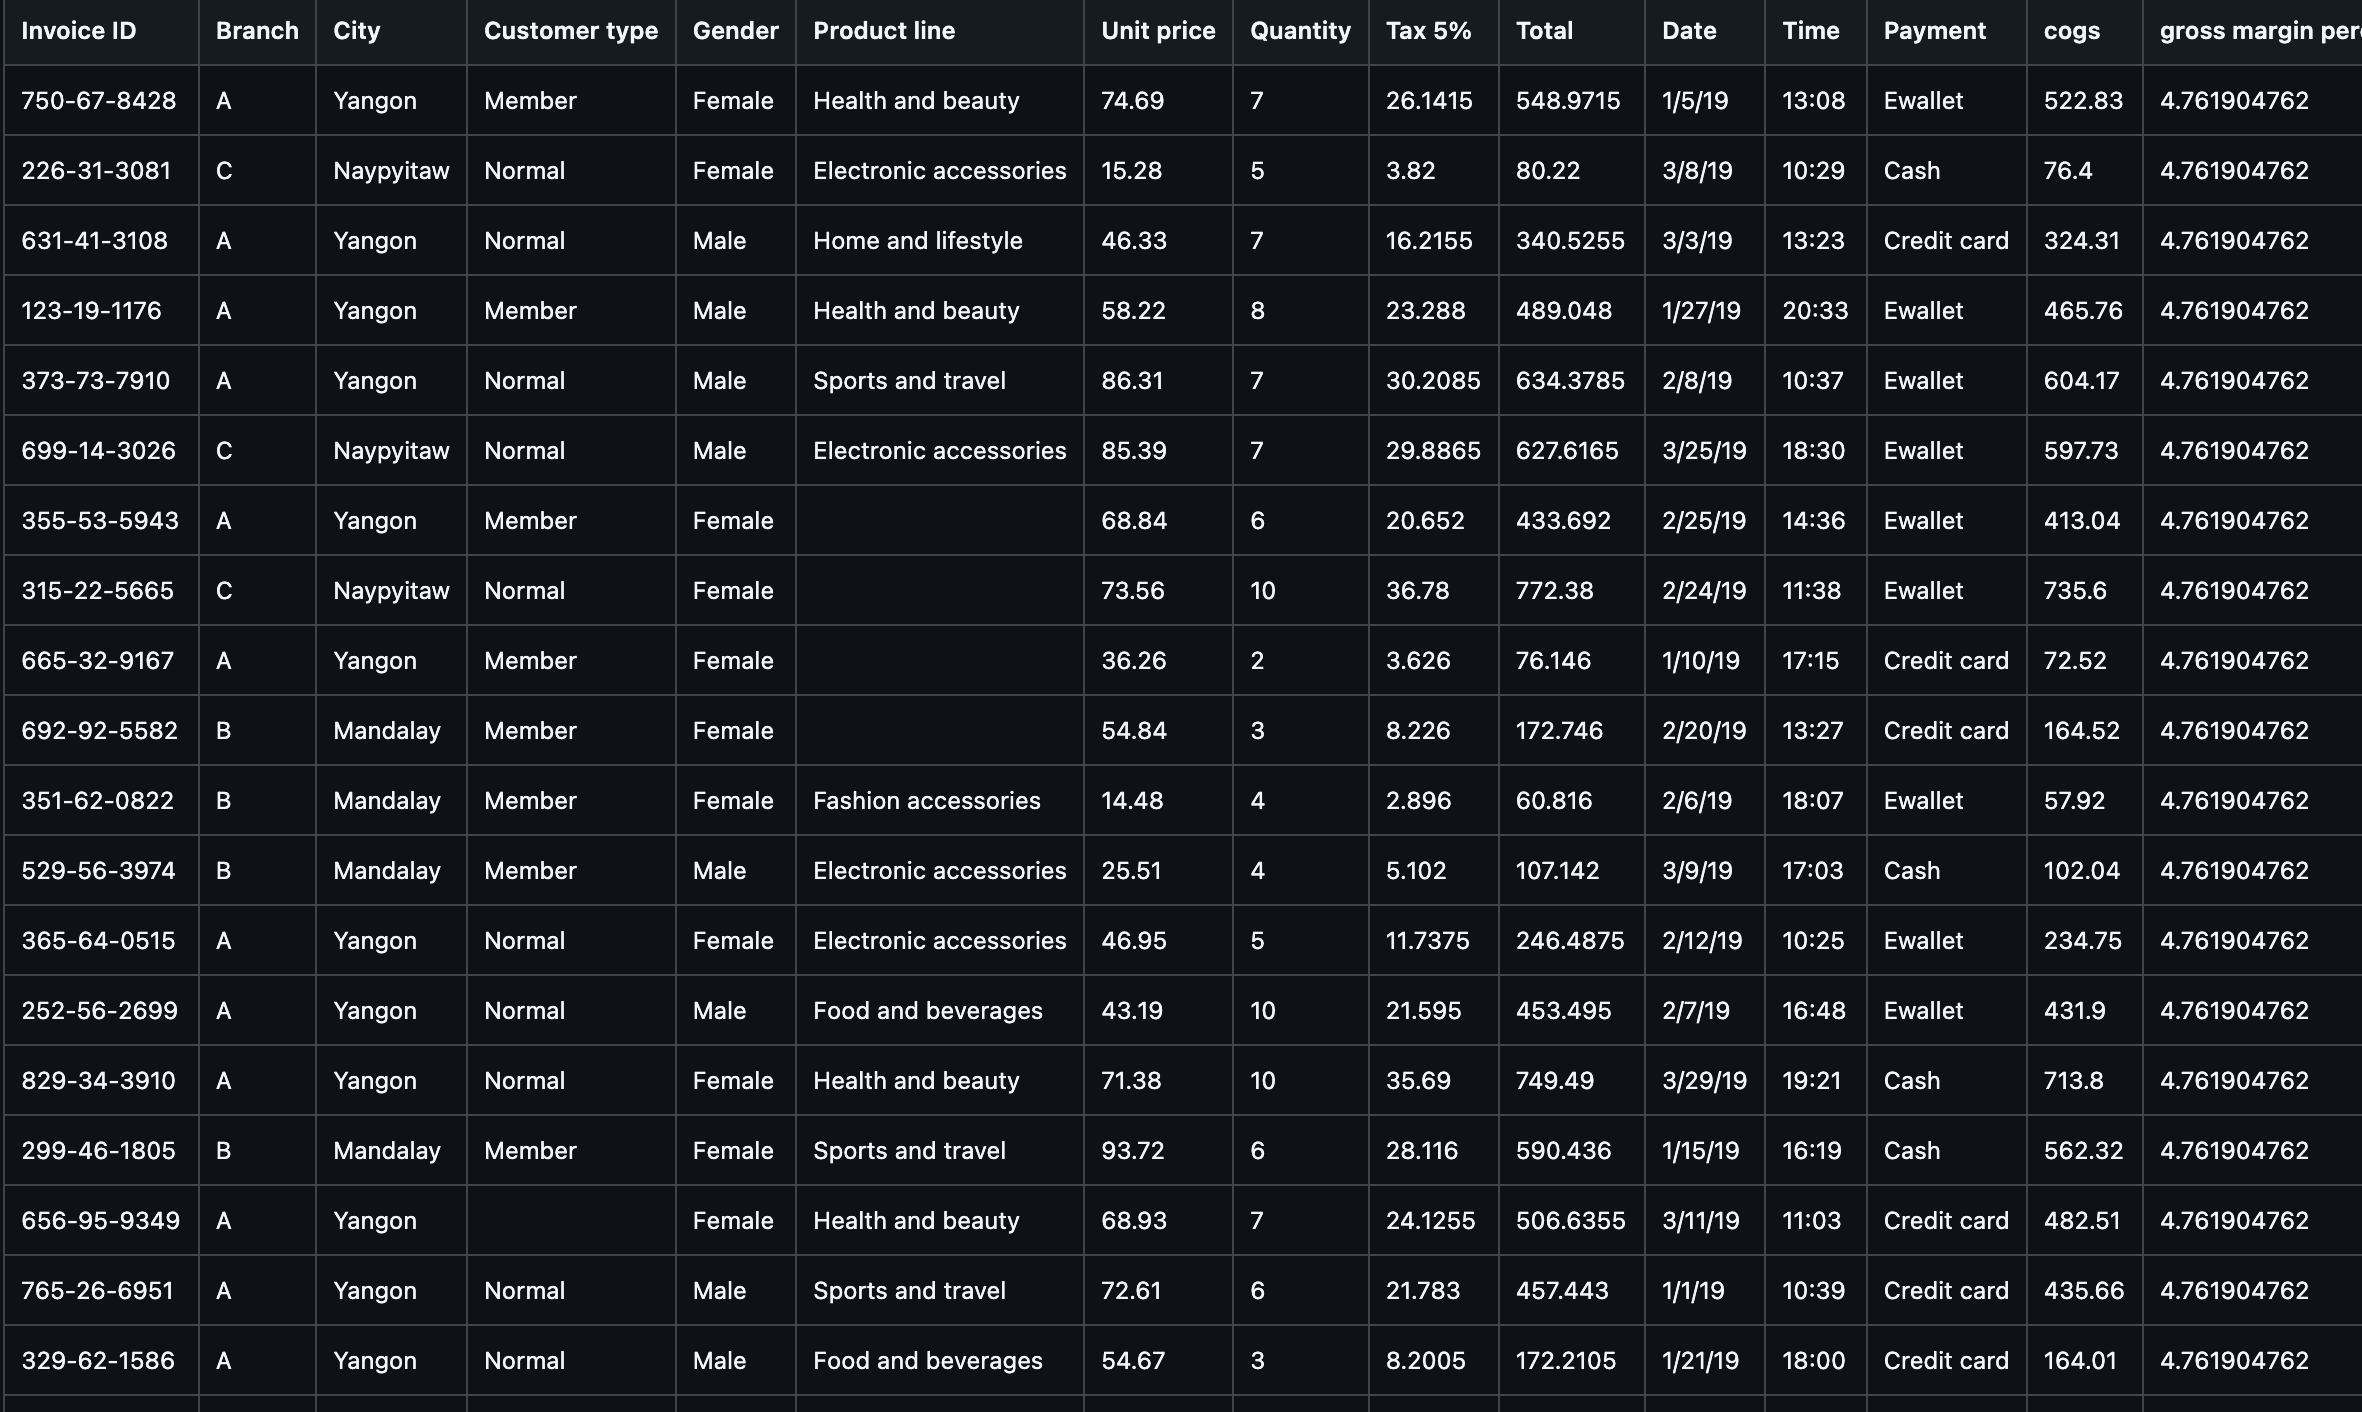 Invoice ID Branch City Customer type Gender Product line Unit price Quantity Tax 5% Total Date Time Payment cogs gross margin per
750-67-8428 A Yangon Member Female Health and beauty 74.69 7 26.1415 548.9715 1/5/19 13:08 Ewallet 522.83 4.761904762
226-31-3081 C Naypyitaw Normal Female Electronic accessories 15.28 5 3.82 80.22 3/8/19 10:29 Cash 76.4 4.761904762
631-41-3108 A Yangon Normal Male Home and lifestyle 46.33 7 16.2155 340.5255 3/3/19 13:23 Credit card 324.31 4.761904762
123-19-1176 A Yangon Member Male Health and beauty 58.22 8 23.288 489.048 1/27/19 20:33 Ewallet 465.76 4.761904762
373-73-7910 A Yangon Normal Male Sports and travel 86.31 7 30.2085 634.3785 2/8/19 10:37 Ewallet 604.17 4.761904762
699-14-3026 C Naypyitaw Normal Male Electronic accessories 85.39 7 29.8865 627.6165 3/25/19 18:30 Ewallet 597.73 4.761904762
355-53-5943 A Yangon Member Female 68.84 6 20.652 433.692 2/25/19 14:36 Ewallet 413.04 4.761904762
315-22-5665 C Naypyitaw Normal Female 73.56 10 36.78 772.38 2/24/19 11:38 Ewallet 735.6 4.761904762
665-32-9167 A Yangon Member Female 36.26 2 3.626 76.146 1/10/19 17:15 Credit card 72.52 4.761904762
692-92-5582 B Mandalay Member Female 54.84 3 8.226 172.746 2/20/19 13:27 Credit card 164.52 4.761904762
351-62-0822 B Mandalay Member Female Fashion accessories 14.48 4 2.896 60.816 2/6/19 18:07 Ewallet 57.92 4.761904762
529-56-3974 B Mandalay Member Male Electronic accessories 25.51 4 5.102 107.142 3/9/19 17:03 Cash 102.04 4.761904762
365-64-0515 A Yangon Normal Female Electronic accessories 46.95 5 11.7375 246.4875 2/12/19 10:25 Ewallet 234.75 4.761904762
252-56-2699 A Yangon Normal Male Food and beverages 43.19 10 21.595 453.495 2/7/19 16:48 Ewallet 431.9 4.761904762
829-34-3910 A Yangon Normal Female Health and beauty 71.38 10 35.69 749.49 3/29/19 19:21 Cash 713.8 4.761904762
299-46-1805 B Mandalay Member Female Sports and travel 93.72 6 28.116 590.436 1/15/19 16:19 Cash 562.32 4.761904762
656-95-9349 A Yangon Female Health and beauty 68.93 7 24.1255 506.6355 3/11/19 11:03 Credit card 482.51 4.761904762
765-26-6951 A Yangon Normal Male Sports and travel 72.61 6 21.783 457.443 1/1/19 10:39 Credit card 435.66 4.761904762
329-62-1586 A Yangon Normal Male Food and beverages 54.67 3 8.2005 172.2105 1/21/19 18:00 Credit card 164.01 4.761904762